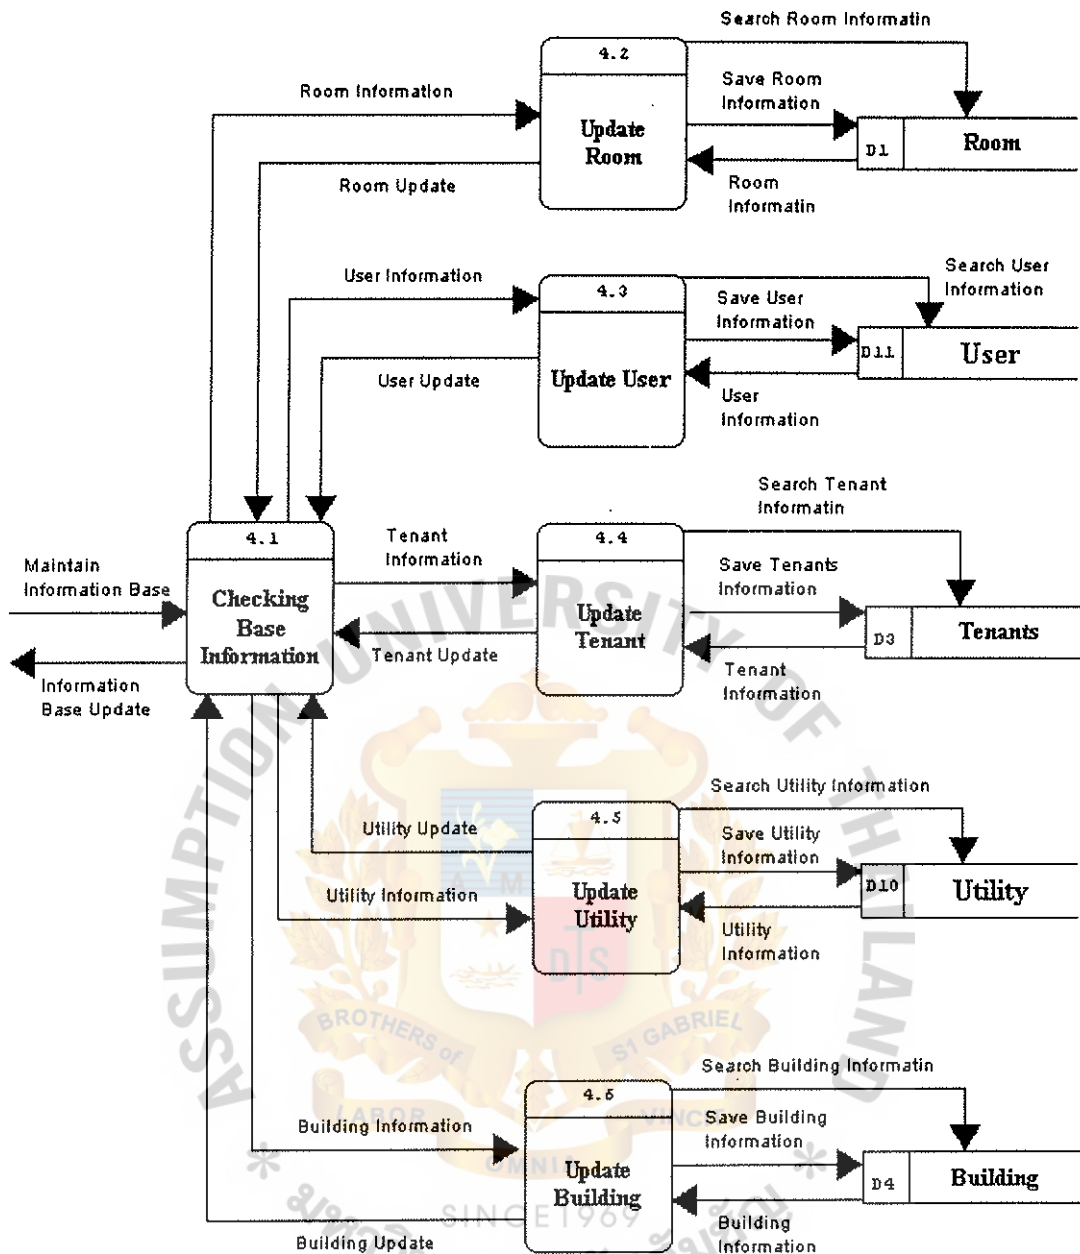 Search Room Informatin
4.2
Room Information
Save Room
Information
Update
Room
D1
Room
Room Update
Room
Informatin
Search User
Information
User Information
4.3
Save User
Information
D11
User
User Update
Update User
User
Information
Search Tenant
Informatin
4.1
Tenant
Information
4.4
Maintain
Information Base
Save Tenants
Information
Checking
Base
Information
Update
Tenant
D3
Tenants
Tenant Update
Tenant
Information
Information
Base Update
Search Utility Information
4.5
Utility Update
Save Utility
Information
Utility Information
Update
Utility
D10
Utility
Utility
Information
Search Building Informatin
4.6
Save Building
Information
Building Information
Update
Building
D4
Building
Building Update
Building
Information
ASSUMPTION UNIVERSITY OF THAILAND
A M
D S
BROTHERS of
S1 GABRIEL
LABOR
OMNIA
VINCIT
SINCE1969